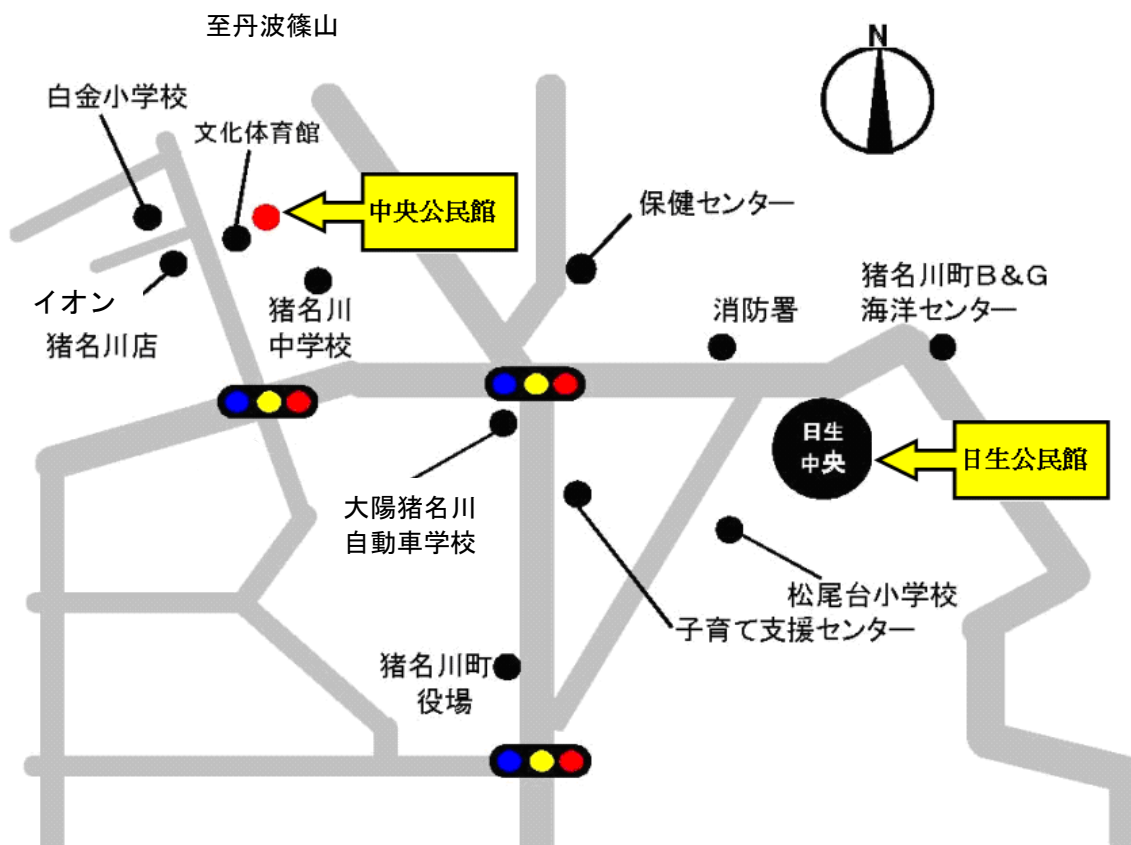 至丹波篠山
N
白金小学校
文化体育館
中央公民館
保健センター
イオン
猪名川店
猪名川
中学校
消防署
猪名川町B&G
海洋センター
日生
中央
日生公民館
大陽猪名川
自動車学校
松尾台小学校
子育て支援センター
猪名川町
役場